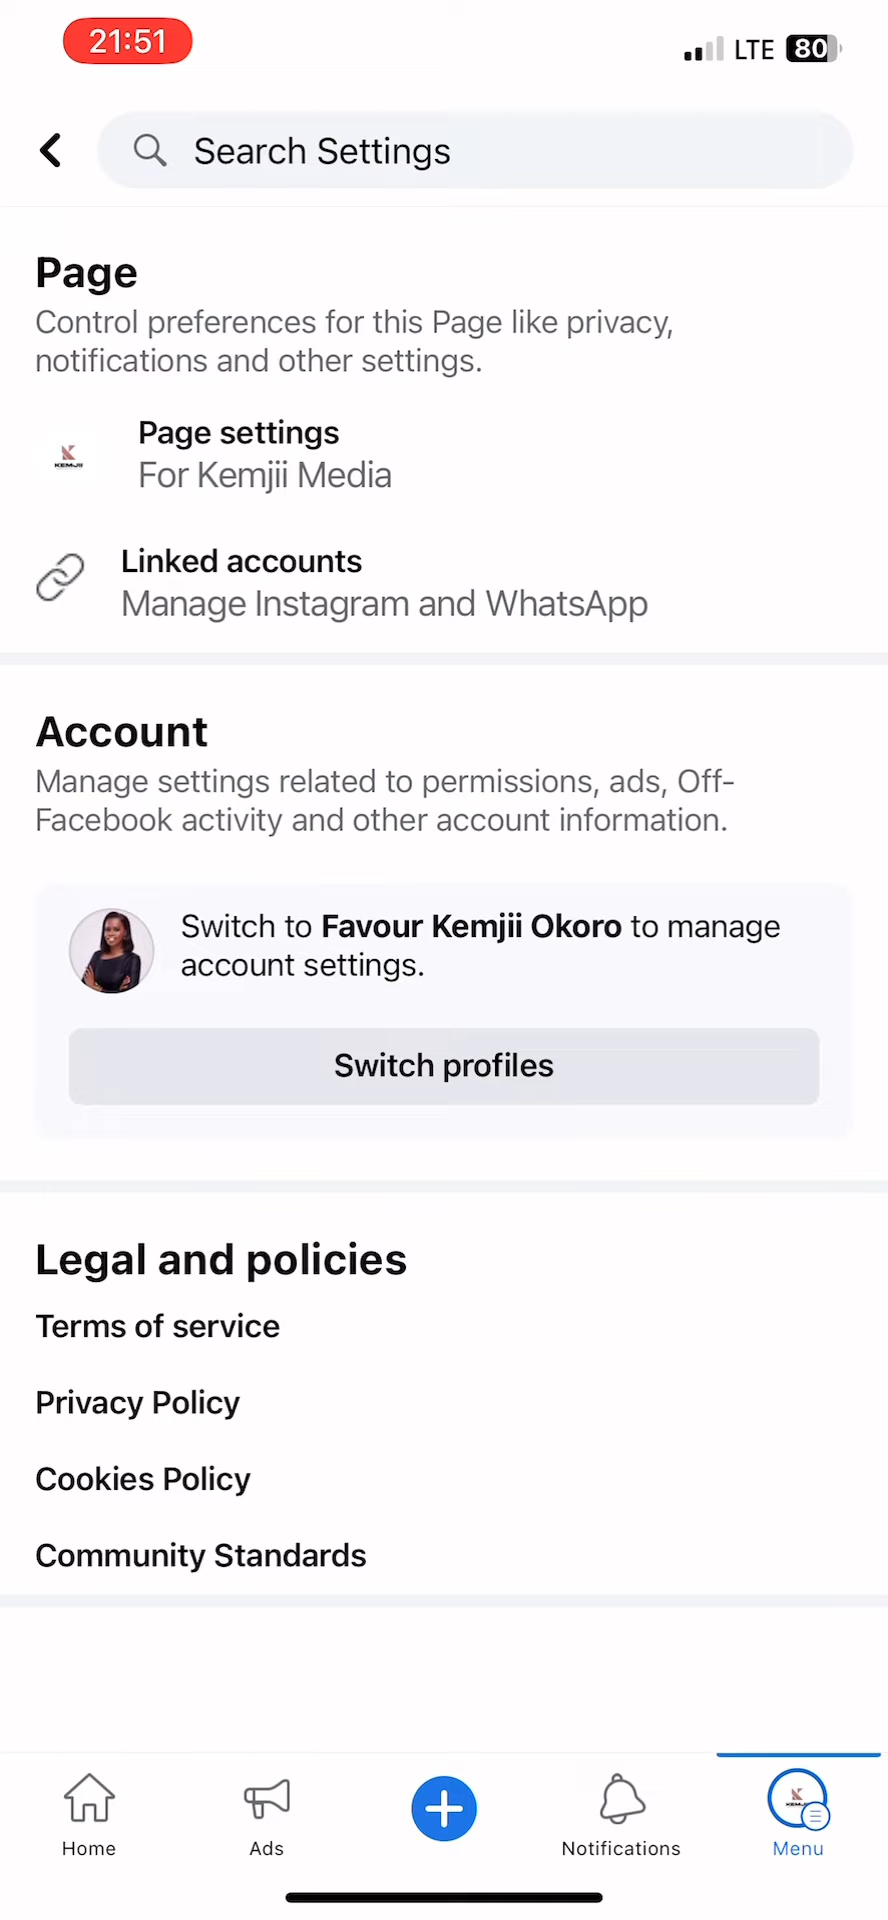 21:51
LTE 80
Search Settings
Page
Control preferences for this Page like privacy,
notifications and other settings.
KEMJII
Page settings
For Kemjii Media
Linked accounts
Manage Instagram and WhatsApp
Account
Manage settings related to permissions, ads, Off-
Facebook activity and other account information.
Switch to Favour Kemjii Okoro to manage
account settings.
Switch profiles
Legal and policies
Terms of service
Privacy Policy
Cookies Policy
Community Standards
Home
Ads
Notifications
Menu